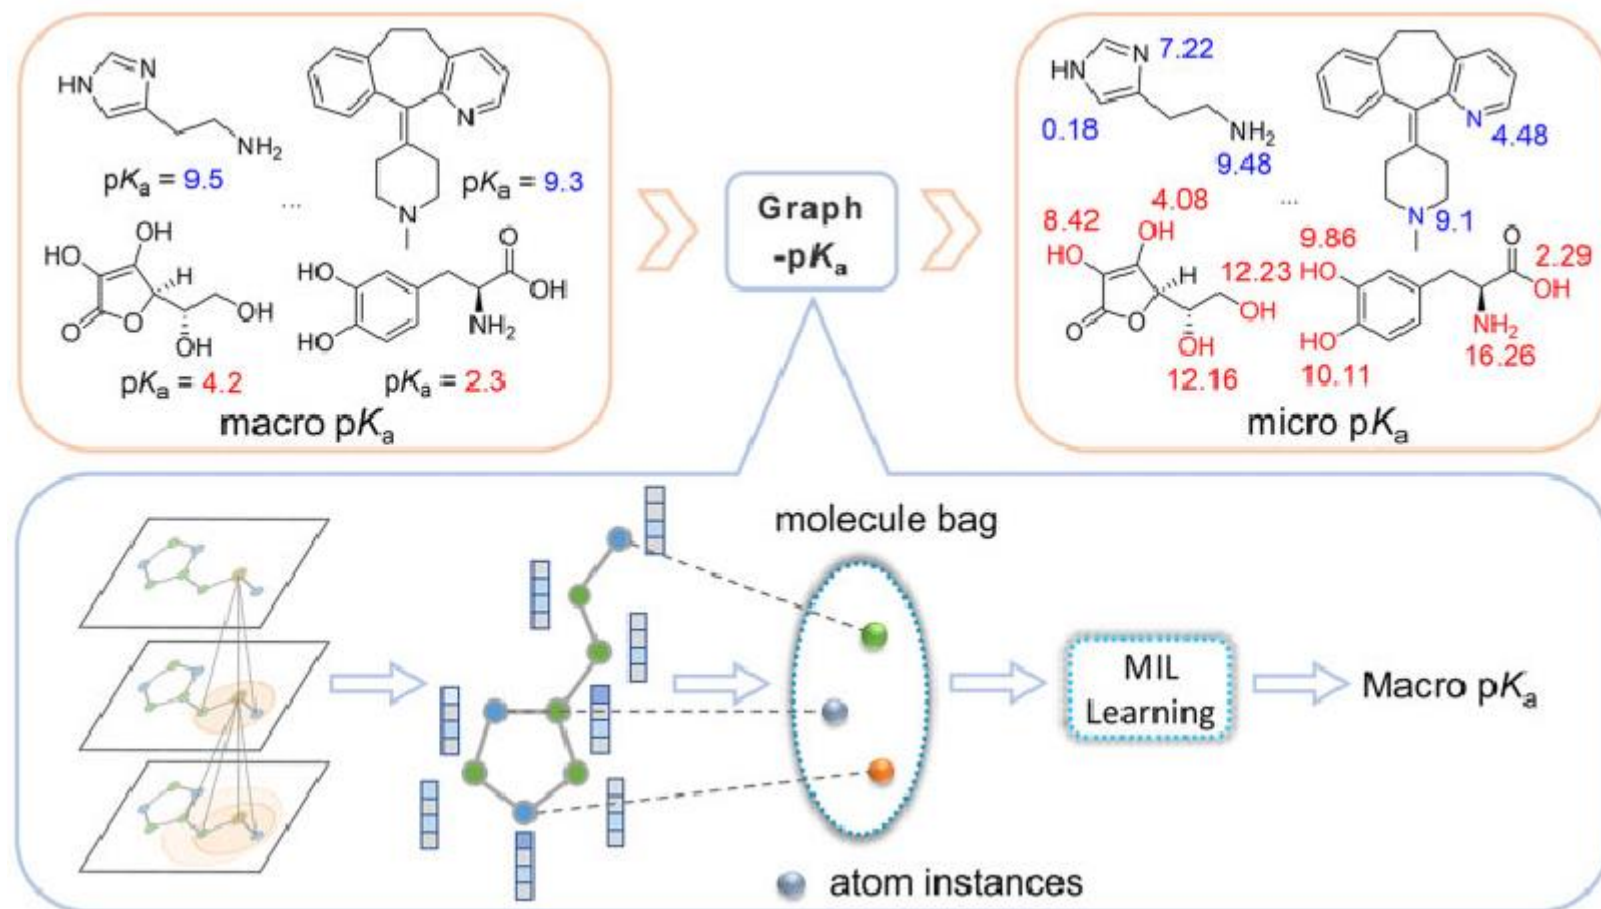 HN
N
NH₂
pKₐ = 9.5
...
N
N
pKₐ = 9.3
HO
OH
H
O
O
OH
OH
pKₐ = 4.2
HO
HO
O
OH
NH₂
pKₐ = 2.3
macro pKₐ
Graph
-pKₐ
HN
N
7.22
0.18
NH₂
9.48
N
4.48
N
9.1
...
8.42
4.08
HO
OH
H
12.23
OH
O
O
OH
12.16
9.86
HO
HO
10.11
O
2.29
OH
NH₂
16.26
micro pKₐ
molecule bag
MIL
Learning
Macro pKₐ
atom instances